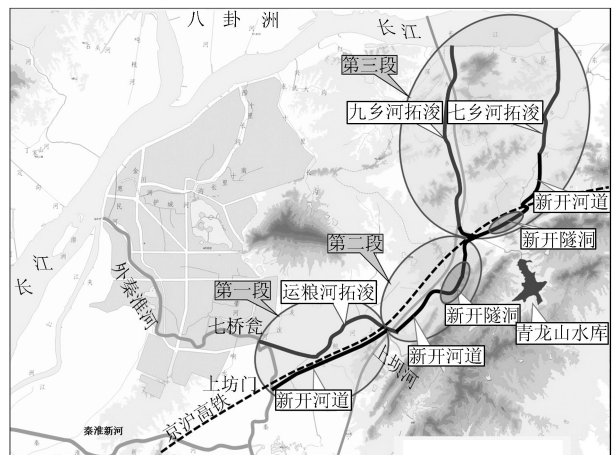 八卦洲
长江
第三段
九乡河拓浚
七乡河拓浚
新开河道
新开隧洞
第二段
长江
外秦淮河
第一段
运粮河拓浚
新开隧洞
青龙山水库
七桥瓮
新开河道
上坝河
上坊门
新开河道
京沪高铁
秦淮新河